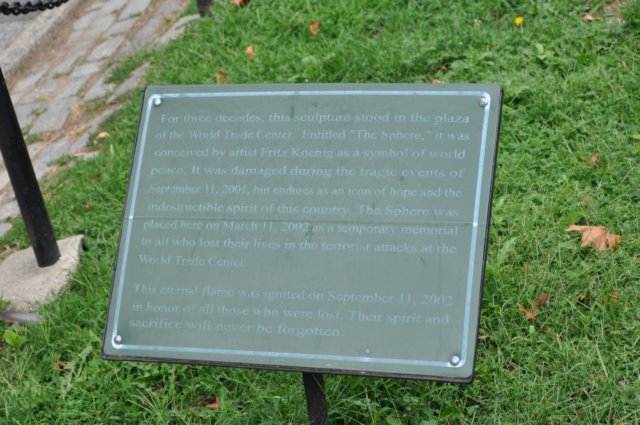 For three decades, this sculpture stood in the plaza
of the World Trade Center. Entitled "The Sphere," it was
conceived by artist Fritz Koenig as a symbol of world
peace. It was damaged during the tragic events of
September 11, 2001, but endures as an icon of hope and the
indestructible spirit of this country. The Sphere was
placed here on March 11, 2002 as a temporary memorial
to all who lost their lives in the terrorist attacks at the
World Trade Center.
This eternal flame was ignited on September 11, 2002
in honor of all those who were lost. Their spirit and
sacrifice will never be forgotten.